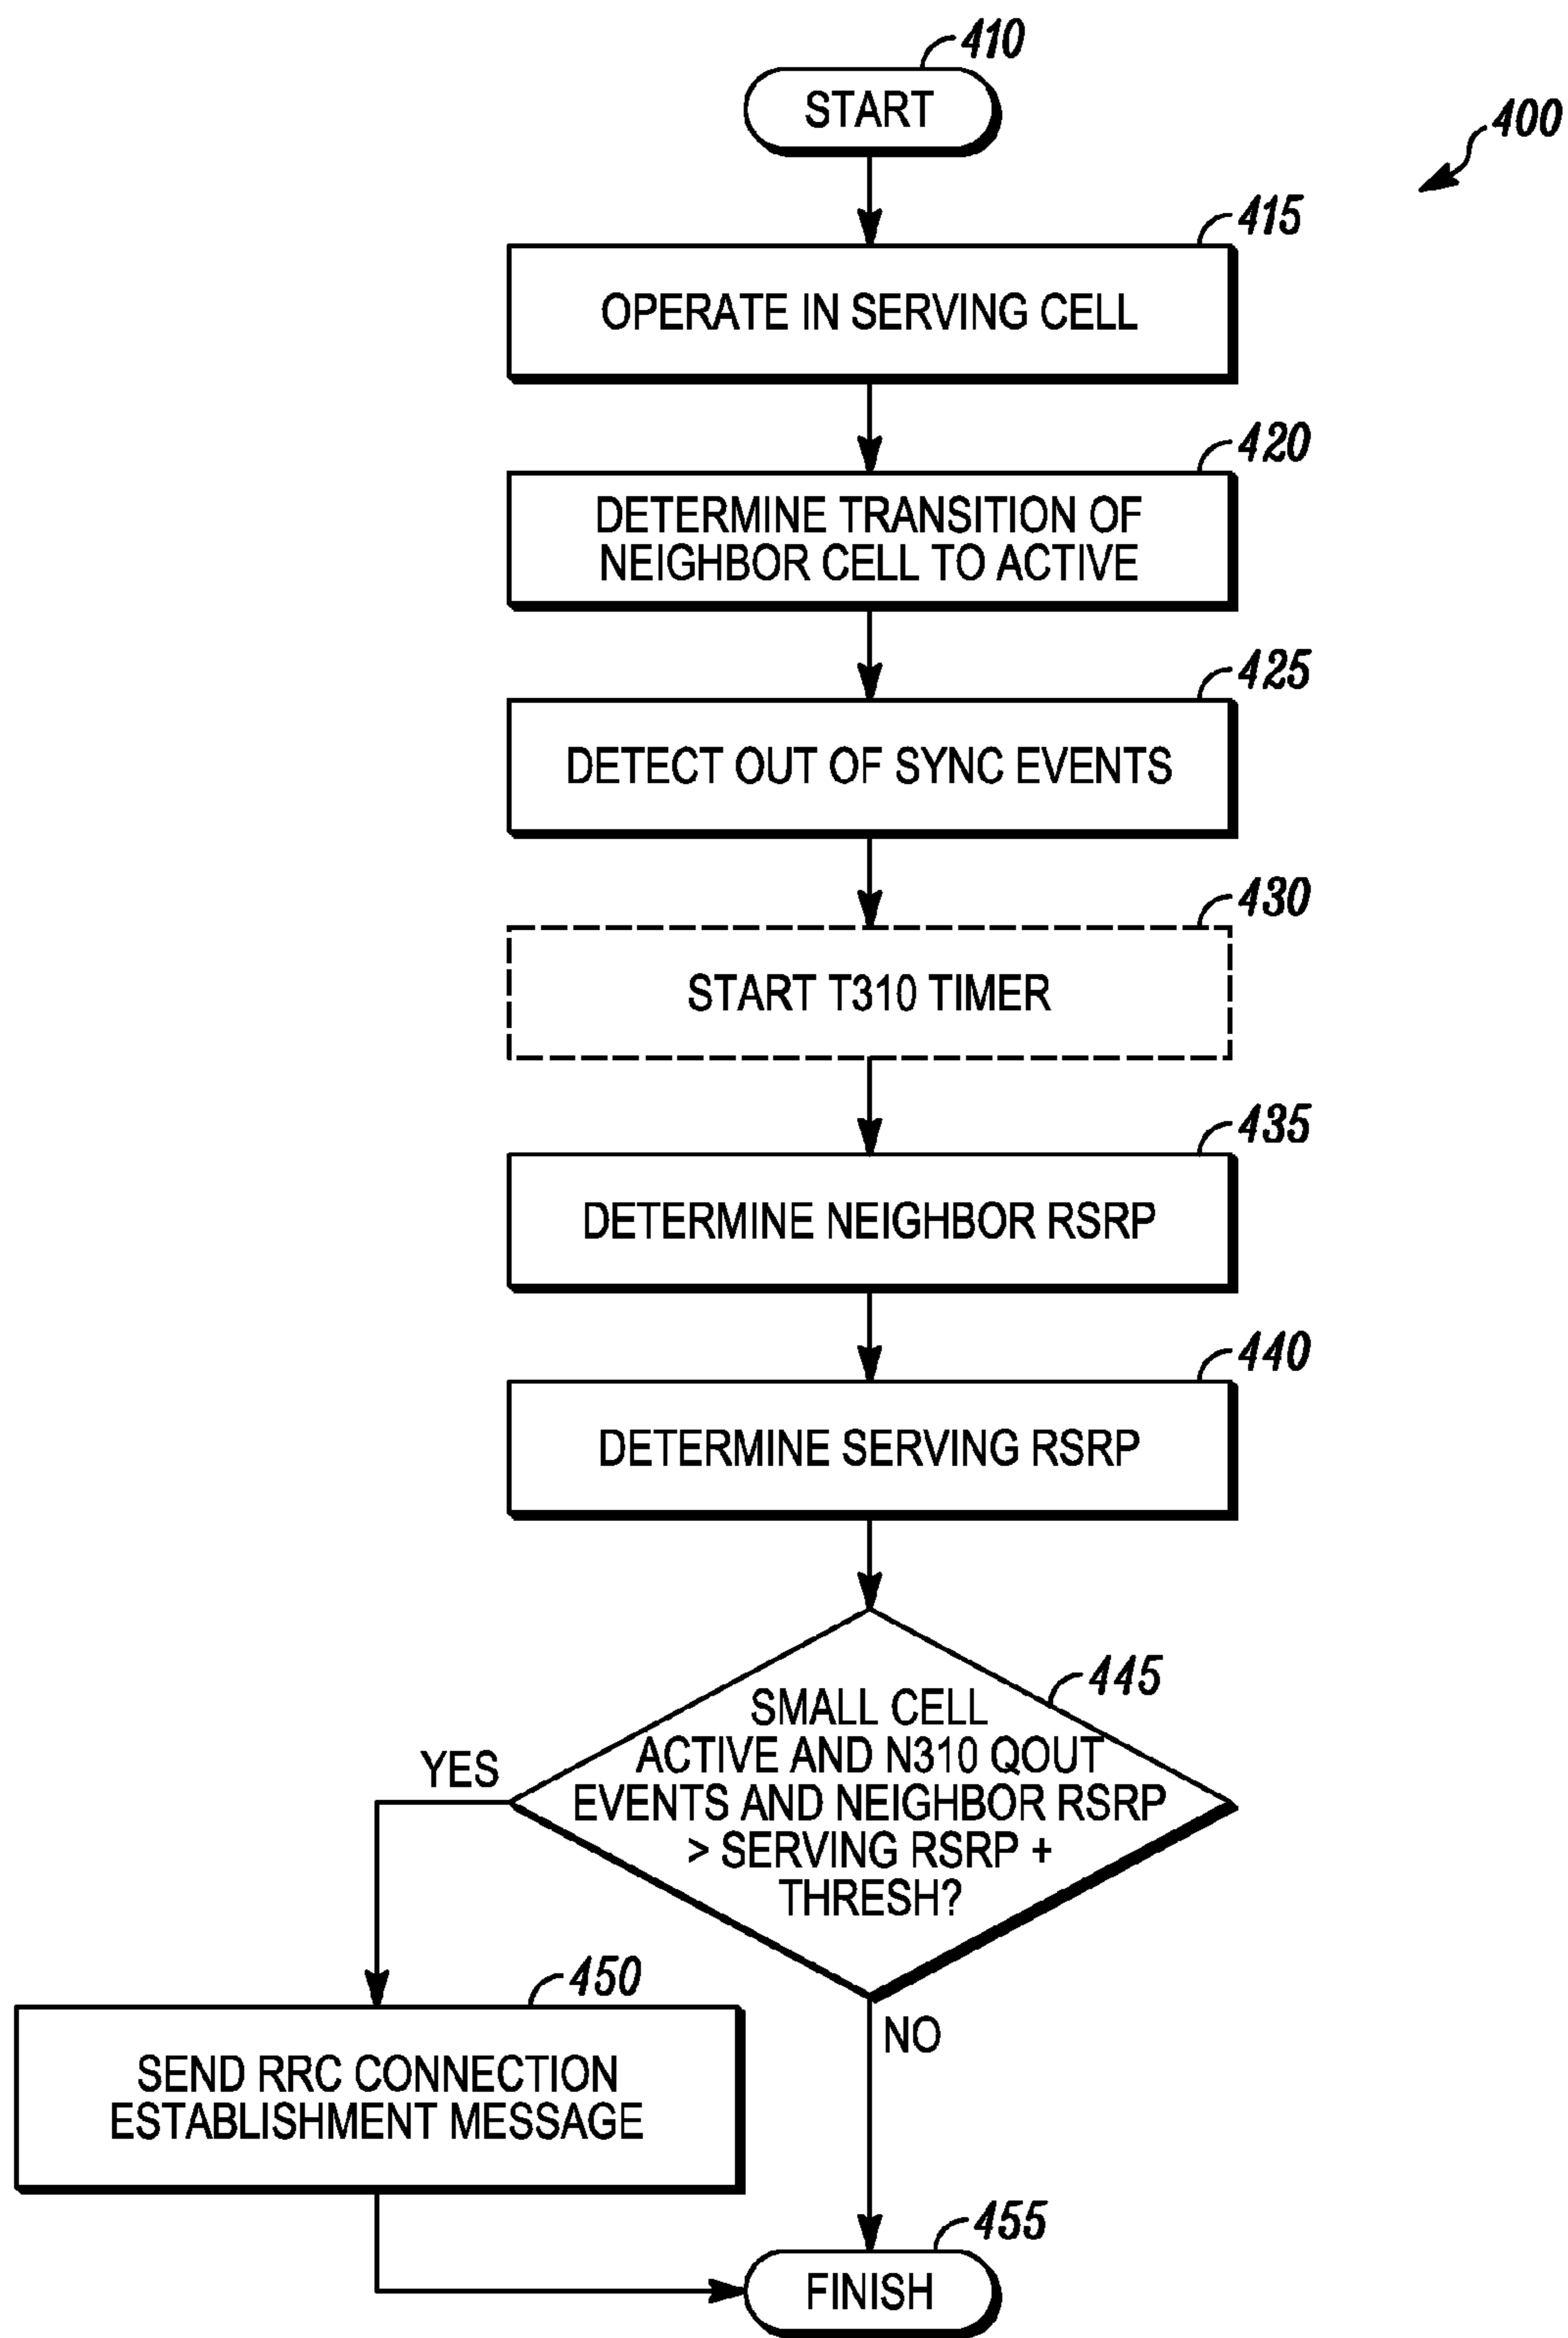 410
START
400
415
OPERATE IN SERVING CELL
420
DETERMINE TRANSITION OF
NEIGHBOR CELL TO ACTIVE
425
DETECT OUT OF SYNC EVENTS
430
START T310 TIMER
435
DETERMINE NEIGHBOR RSRP
440
DETERMINE SERVING RSRP
445
SMALL CELL
ACTIVE AND N310 QOUT
EVENTS AND NEIGHBOR RSRP
> SERVING RSRP +
THRESH?
YES
NO
450
SEND RRC CONNECTION
ESTABLISHMENT MESSAGE
455
FINISH